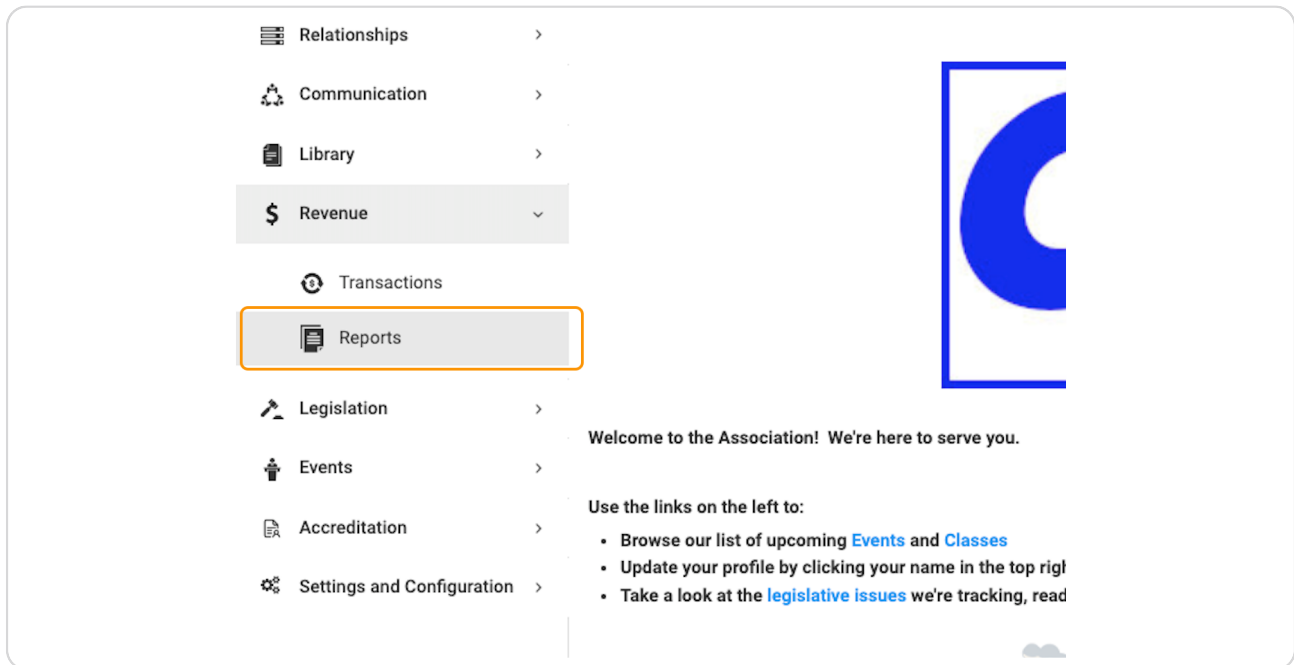 Relationships
Communication
Library
Revenue
Transactions
Reports
Legislation
Events
Accreditation
Settings and Configuration
Welcome to the Association!  We're here to serve you.
Use the links on the left to:
• Browse our list of upcoming Events and Classes
• Update your profile by clicking your name in the top
• Take a look at the legislative issues we're tracking, read